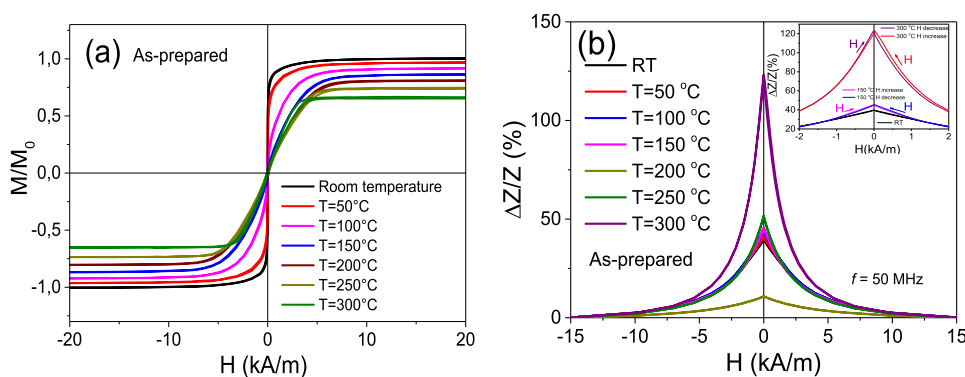 (a)
As-prepared
M/M0
1,0
0,5
0,0
-0,5
-1,0
Room temperature
T=50°C
T=100°C
T=150°C
T=200°C
T=250°C
T=300°C
-20
-10
0
10
20
H (kA/m)
(b)
ΔZ/Z (%)
150
100
50
0
RT
T=50 °C
T=100 °C
T=150 °C
T=200 °C
T=250 °C
T=300 °C
As-prepared
f = 50 MHz
-15
-10
-5
0
5
10
15
H (kA/m)
ΔZ/Z(%)
120
100
80
60
40
20
300 °C H decrease
300 °C H increase
H
H
150 °C H increase
150 °C H decrease
H
H
RT
-2
-1
0
1
2
H(kA/m)